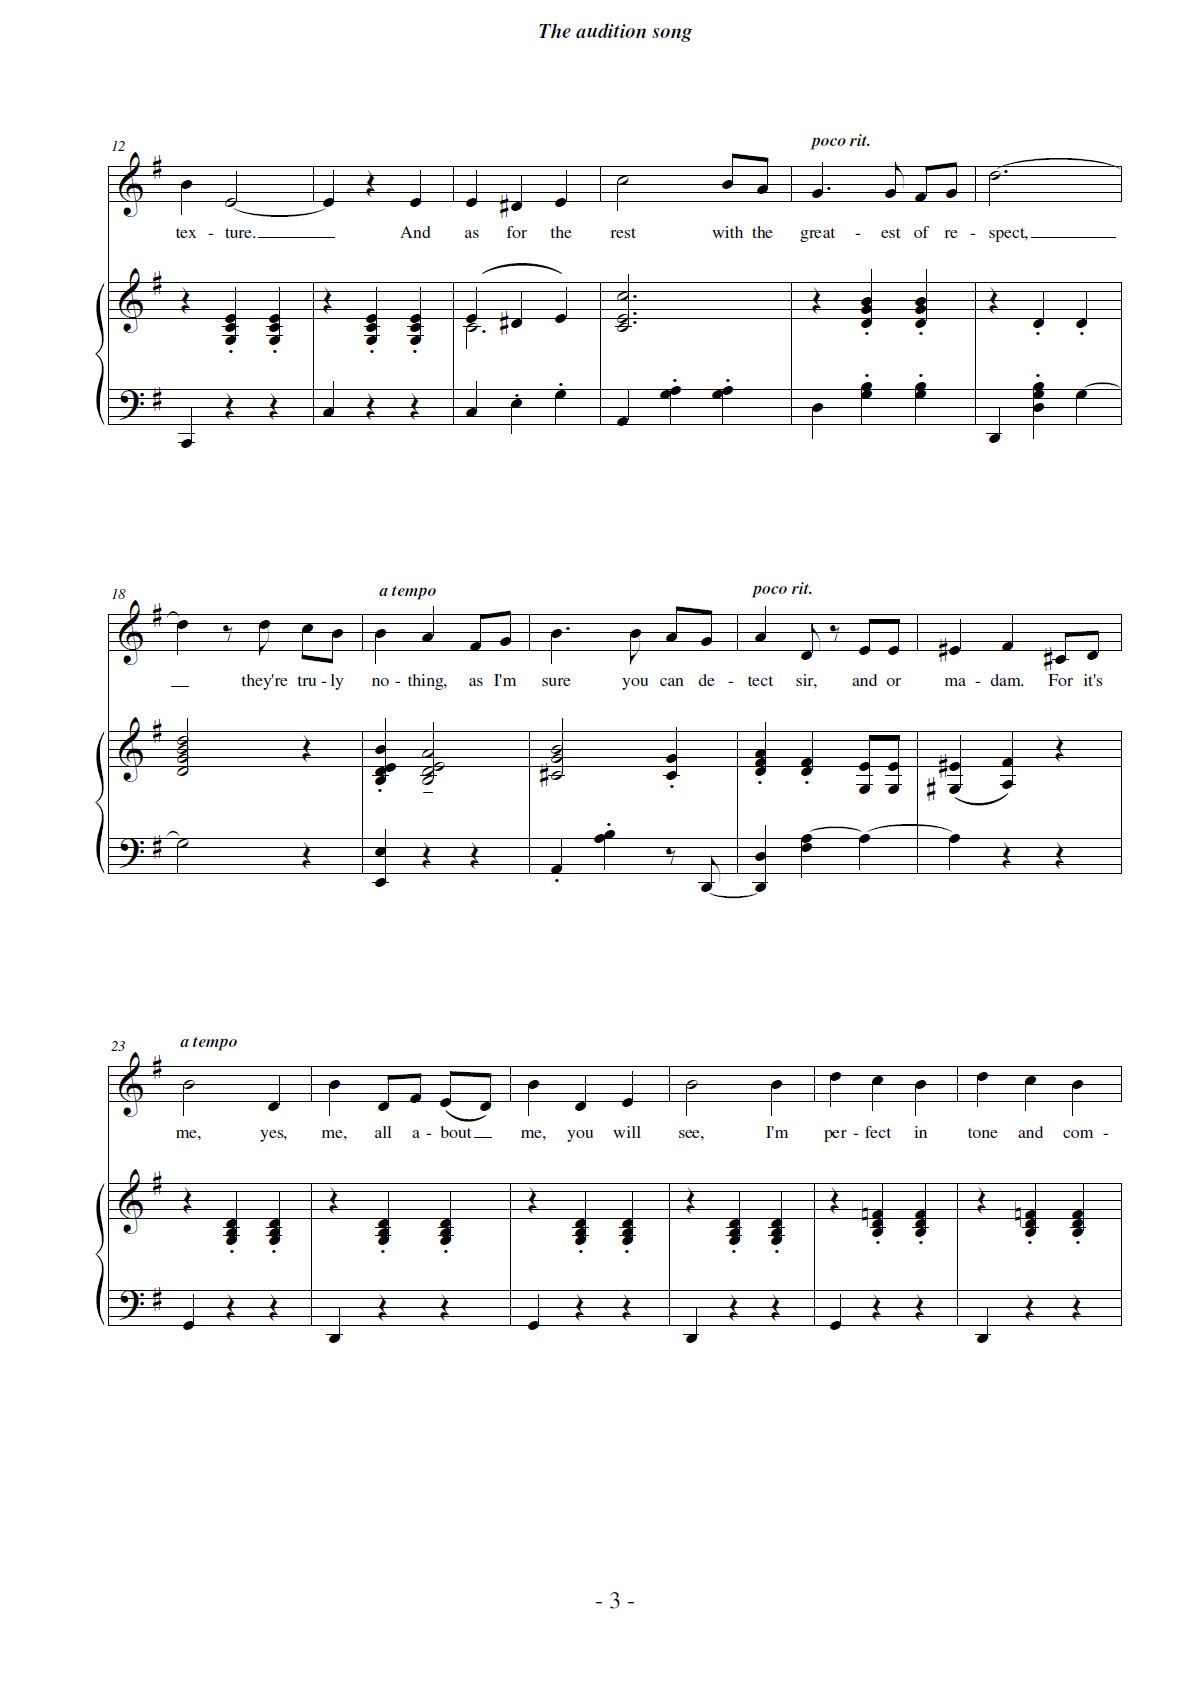 The audition song
12
poco rit.
tex - ture. And as for the rest with the great - est of re - spect,
18
a tempo
poco rit.
they're tru - ly no - thing, as I'm sure you can de - tect sir, and or ma - dam. For it's
23
a tempo
me, yes, me, all a - bout me, you will see, I'm per - fect in tone and com -
- 3 -